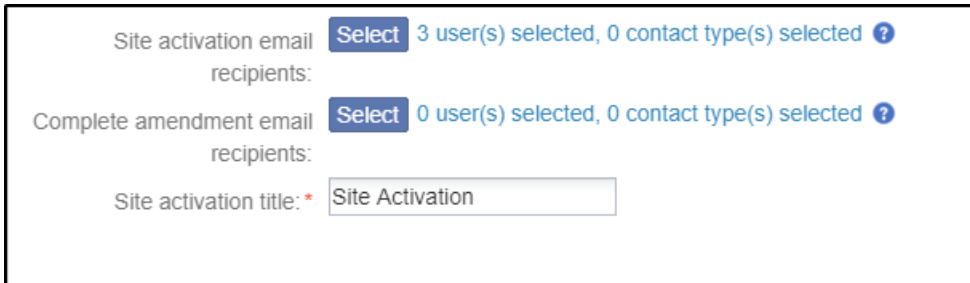 Site activation email recipients: Select 3 user(s) selected, 0 contact type(s) selected ?
Complete amendment email recipients: Select 0 user(s) selected, 0 contact type(s) selected ?
Site activation title:* Site Activation